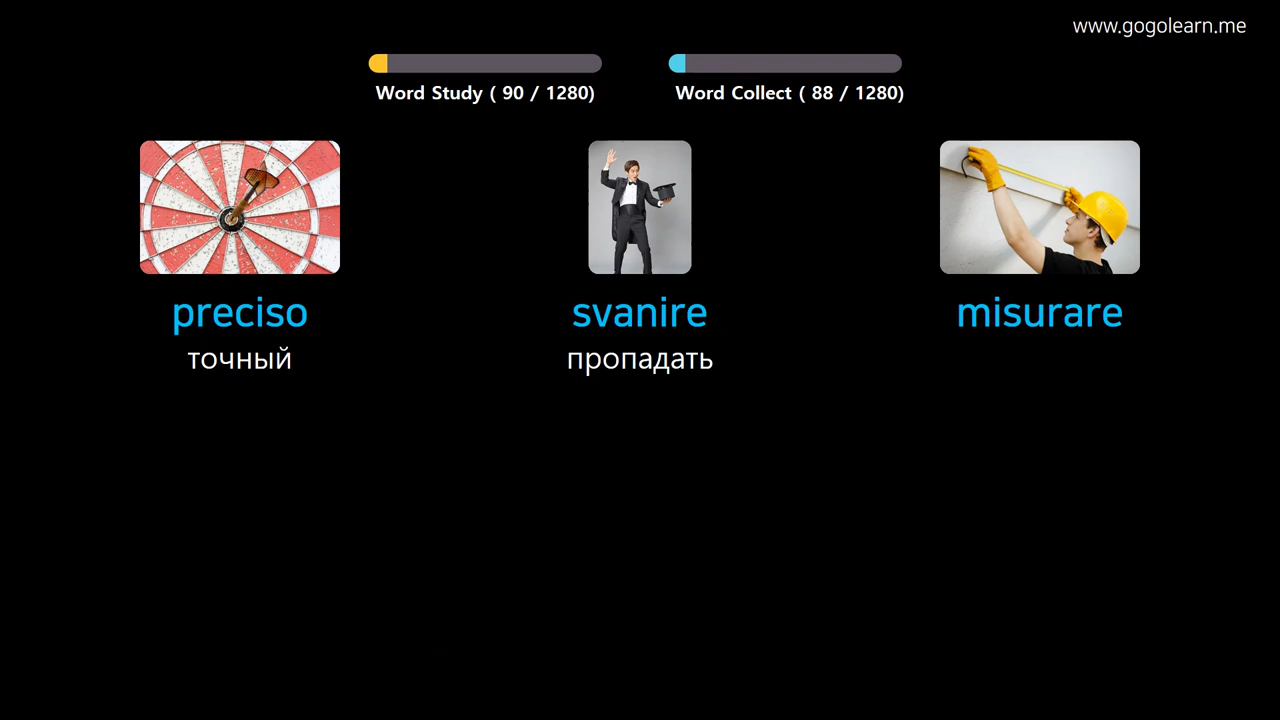 www.gogolearn.me
Word Study ( 90 / 1280)
Word Collect ( 88 / 1280)
preciso
svanire
misurare
точный
пропадать